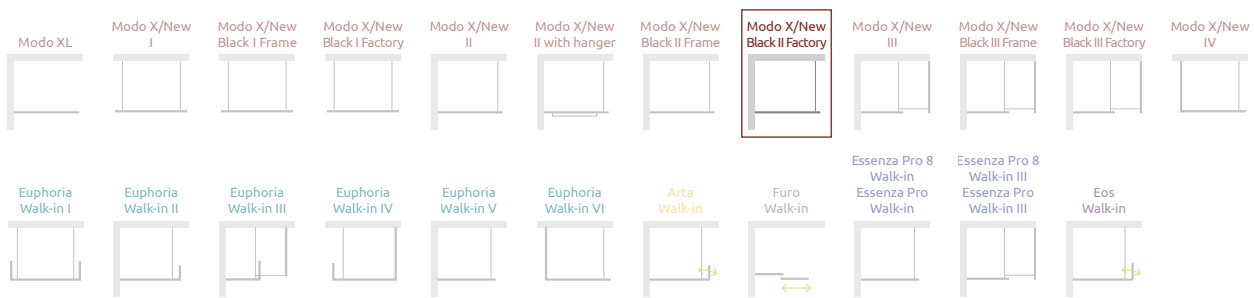 Modo XL
Modo X/New
I
Modo X/New
Black I Frame
Modo X/New
Black I Factory
Modo X/New
II
Modo X/New
II with hanger
Modo X/New
Black II Frame
Modo X/New
Black II Factory
Modo X/New
III
Modo X/New
Black III Frame
Modo X/New
Black III Factory
Modo X/New
IV
Euphoria
Walk-in I
Euphoria
Walk-in II
Euphoria
Walk-in III
Euphoria
Walk-in IV
Euphoria
Walk-in V
Euphoria
Walk-in VI
Arta
Walk-in
Furo
Walk-in
Essenza Pro 8
Walk-in
Essenza Pro
Walk-in
Essenza Pro 8
Walk-in III
Essenza Pro
Walk-in III
Eos
Walk-in